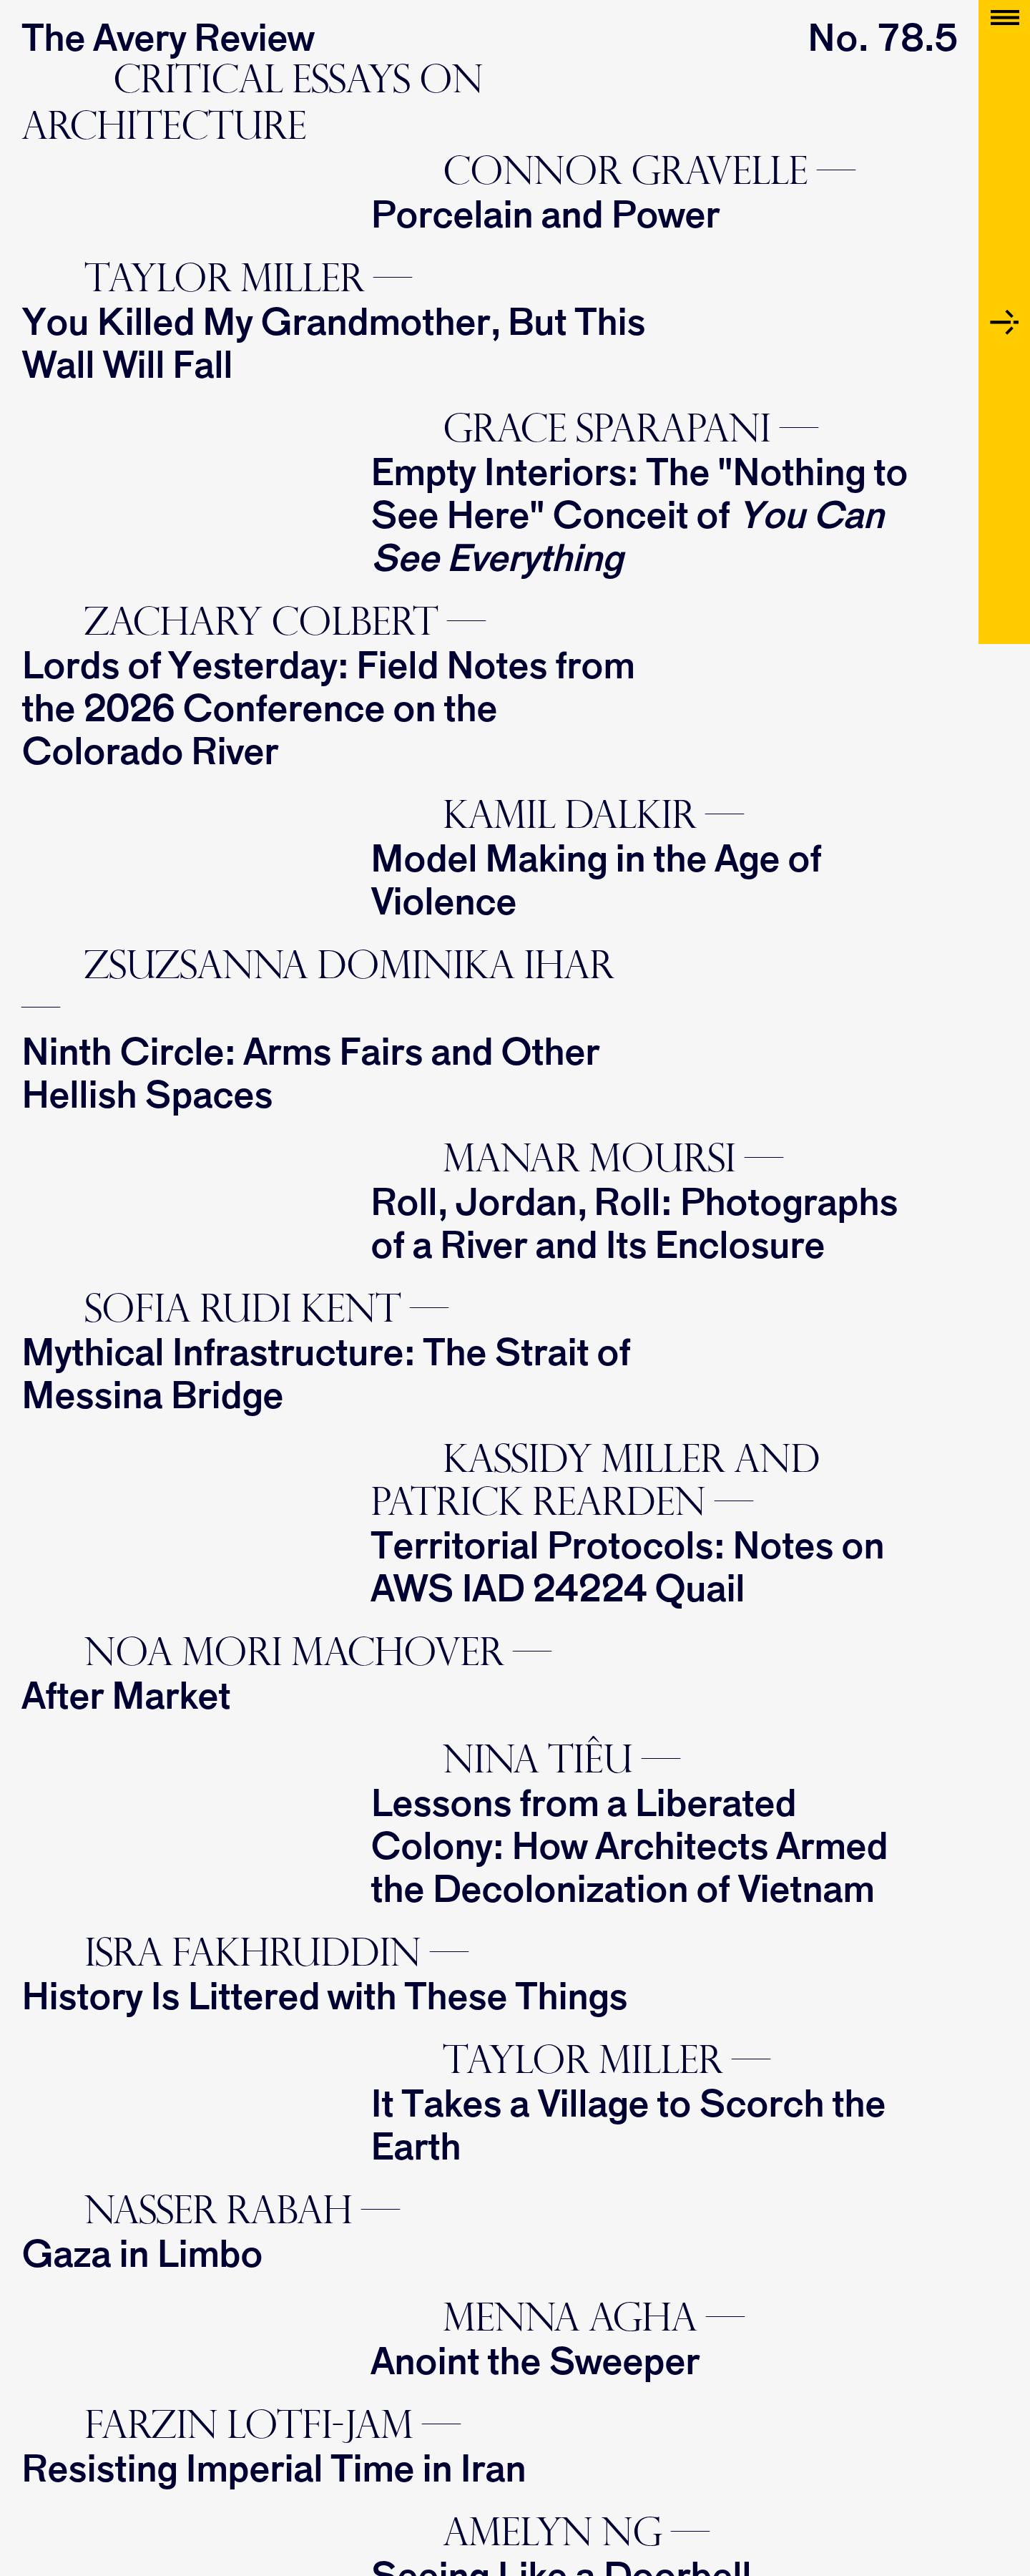 The Avery Review
No. 78.5
CRITICAL ESSAYS ON
ARCHITECTURE
CONNOR GRAVELLE —
Porcelain and Power
TAYLOR MILLER —
You Killed My Grandmother, But This
Wall Will Fall
GRACE SPARAPANI —
Empty Interiors: The "Nothing to
See Here" Conceit of You Can
See Everything
ZACHARY COLBERT —
Lords of Yesterday: Field Notes from
the 2026 Conference on the
Colorado River
KAMIL DALKIR —
Model Making in the Age of
Violence
ZSUZSANNA DOMINIKA IHAR
—
Ninth Circle: Arms Fairs and Other
Hellish Spaces
MANAR MOURSI —
Roll, Jordan, Roll: Photographs
of a River and Its Enclosure
SOFIA RUDI KENT —
Mythical Infrastructure: The Strait of
Messina Bridge
KASSIDY MILLER AND
PATRICK REARDEN —
Territorial Protocols: Notes on
AWS IAD 24224 Quail
NOA MORI MACHOVER —
After Market
NINA TIÊU —
Lessons from a Liberated
Colony: How Architects Armed
the Decolonization of Vietnam
ISRA FAKHRUDDIN —
History Is Littered with These Things
TAYLOR MILLER —
It Takes a Village to Scorch the
Earth
NASSER RABAH —
Gaza in Limbo
MENNA AGHA —
Anoint the Sweeper
FARZIN LOTFI-JAM —
Resisting Imperial Time in Iran
AMELYN NG —
Seeing Like a Doorbell